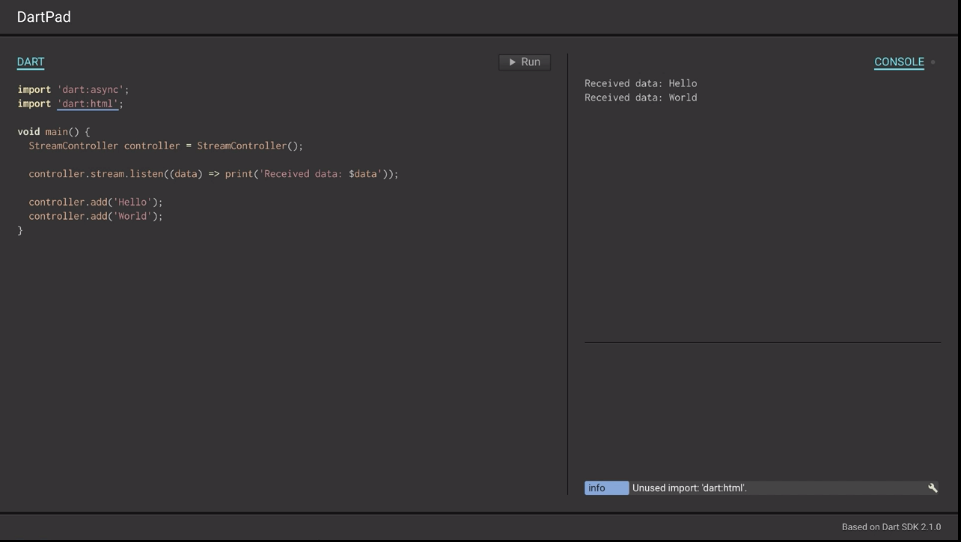 DartPad
DART
Run
import 'dart:async';
import 'dart:html';
void main() {
  StreamController controller = StreamController();
  controller.stream.listen((data) => print('Received data: $data'));
  controller.add('Hello');
  controller.add('World');
}
CONSOLE
Received data: Hello
Received data: World
info Unused import: 'dart:html'.
Based on Dart SDK 2.1.0